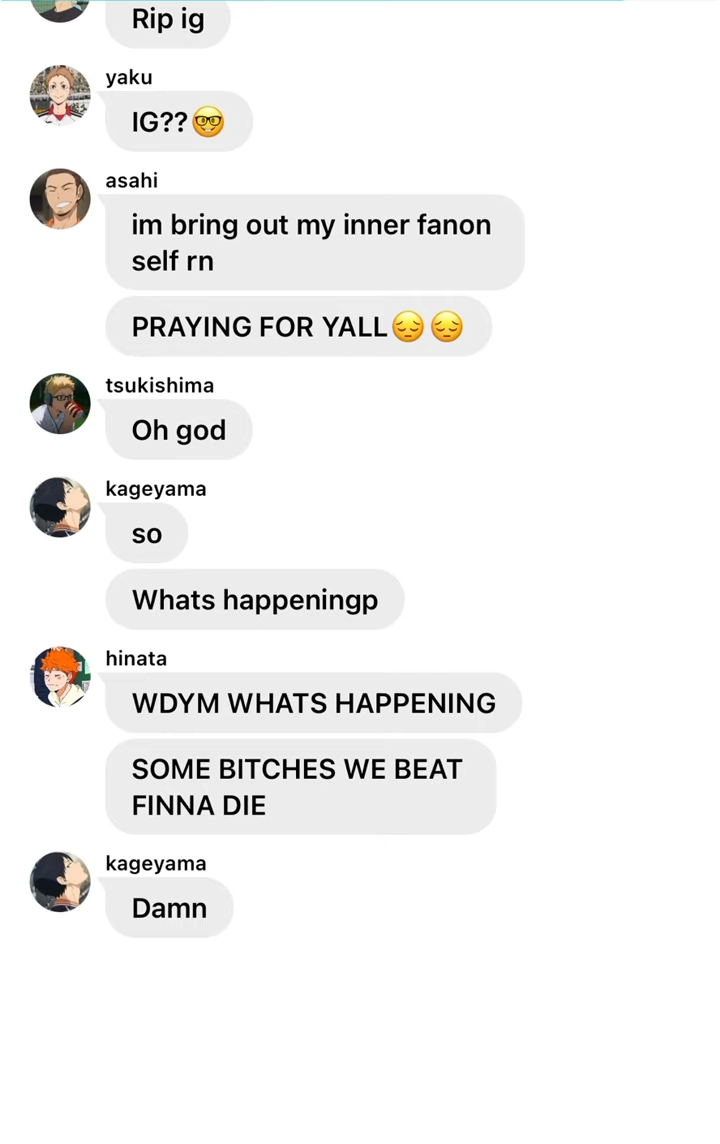 Rip ig
yaku
IG??🤓
asahi
im bring out my inner fanon
self rn
PRAYING FOR YALL😔😔
tsukishima
Oh god
kageyama
so
Whats happeningp
hinata
WDYM WHATS HAPPENING
SOME BITCHES WE BEAT
FINNA DIE
kageyama
Damn